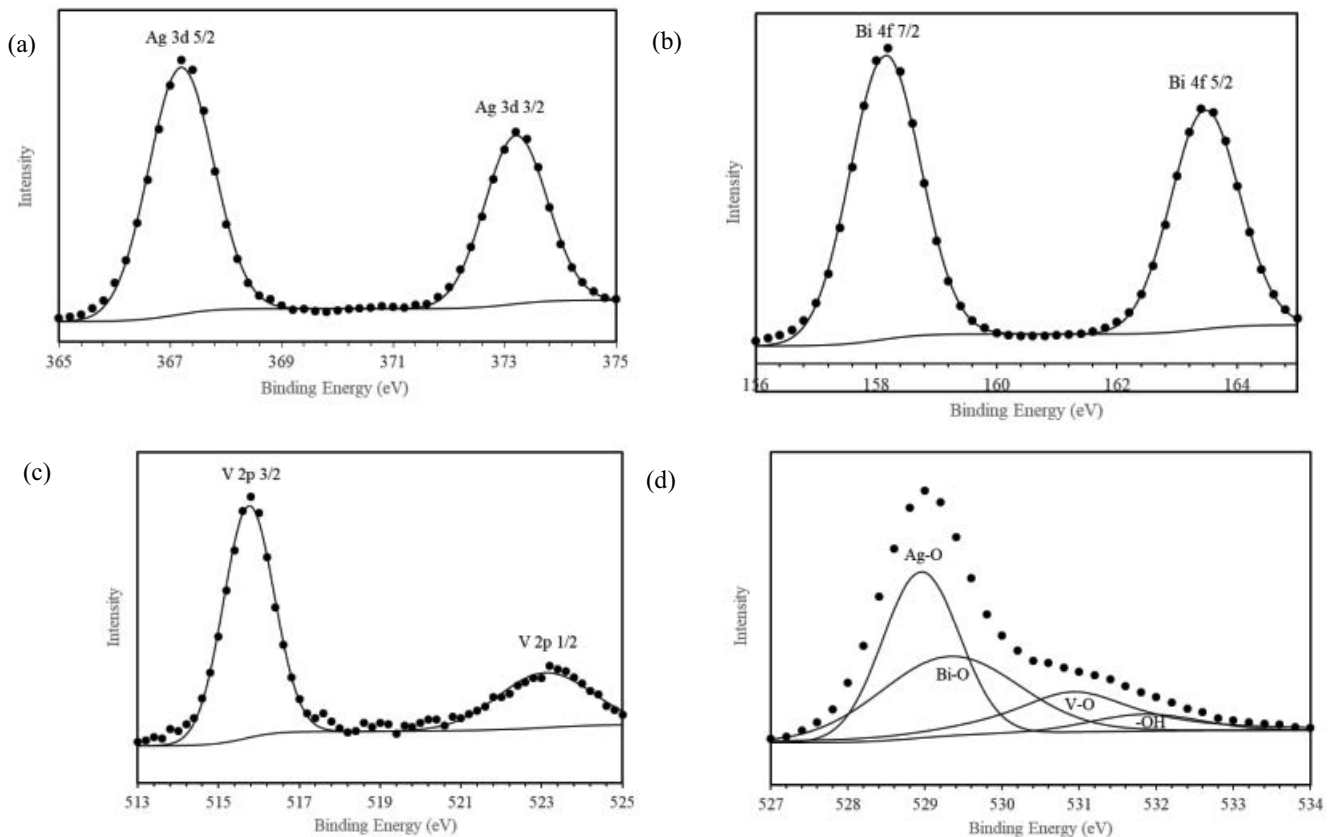 (a)
Ag 3d 5/2
Ag 3d 3/2
Intensity
365 367 369 371 373 375
Binding Energy (eV)
(b)
Bi 4f 7/2
Bi 4f 5/2
Intensity
156 158 160 162 164
Binding Energy (eV)
(c)
V 2p 3/2
V 2p 1/2
Intensity
513 515 517 519 521 523 525
Binding Energy (eV)
(d)
Ag-O
Bi-O
V-O
-OH
Intensity
527 528 529 530 531 532 533 534
Binding Energy (eV)